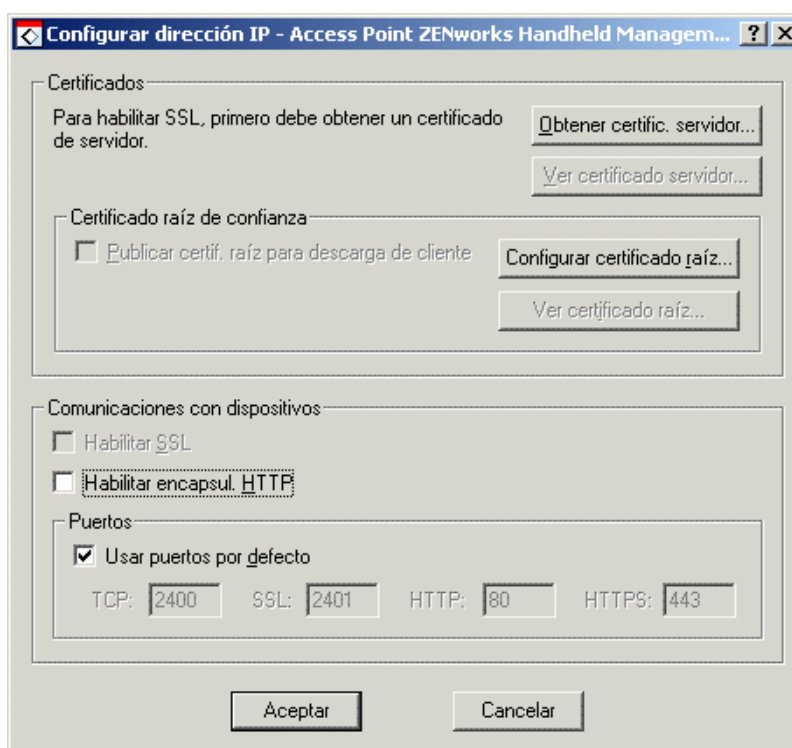 Configurar dirección IP - Access Point ZENworks Handheld Managem...
Certificados
Para habilitar SSL, primero debe obtener un certificado
de servidor.
Obtener certific. servidor...
Ver certificado servidor...
Certificado raíz de confianza
Publicar certif. raíz para descarga de cliente
Configurar certificado raíz...
Ver certificado raíz...
Comunicaciones con dispositivos
Habilitar SSL
Habilitar encapsul. HTTP
Puertos
Usar puertos por defecto
TCP: 2400 SSL: 2401 HTTP: 80 HTTPS: 443
Aceptar Cancelar